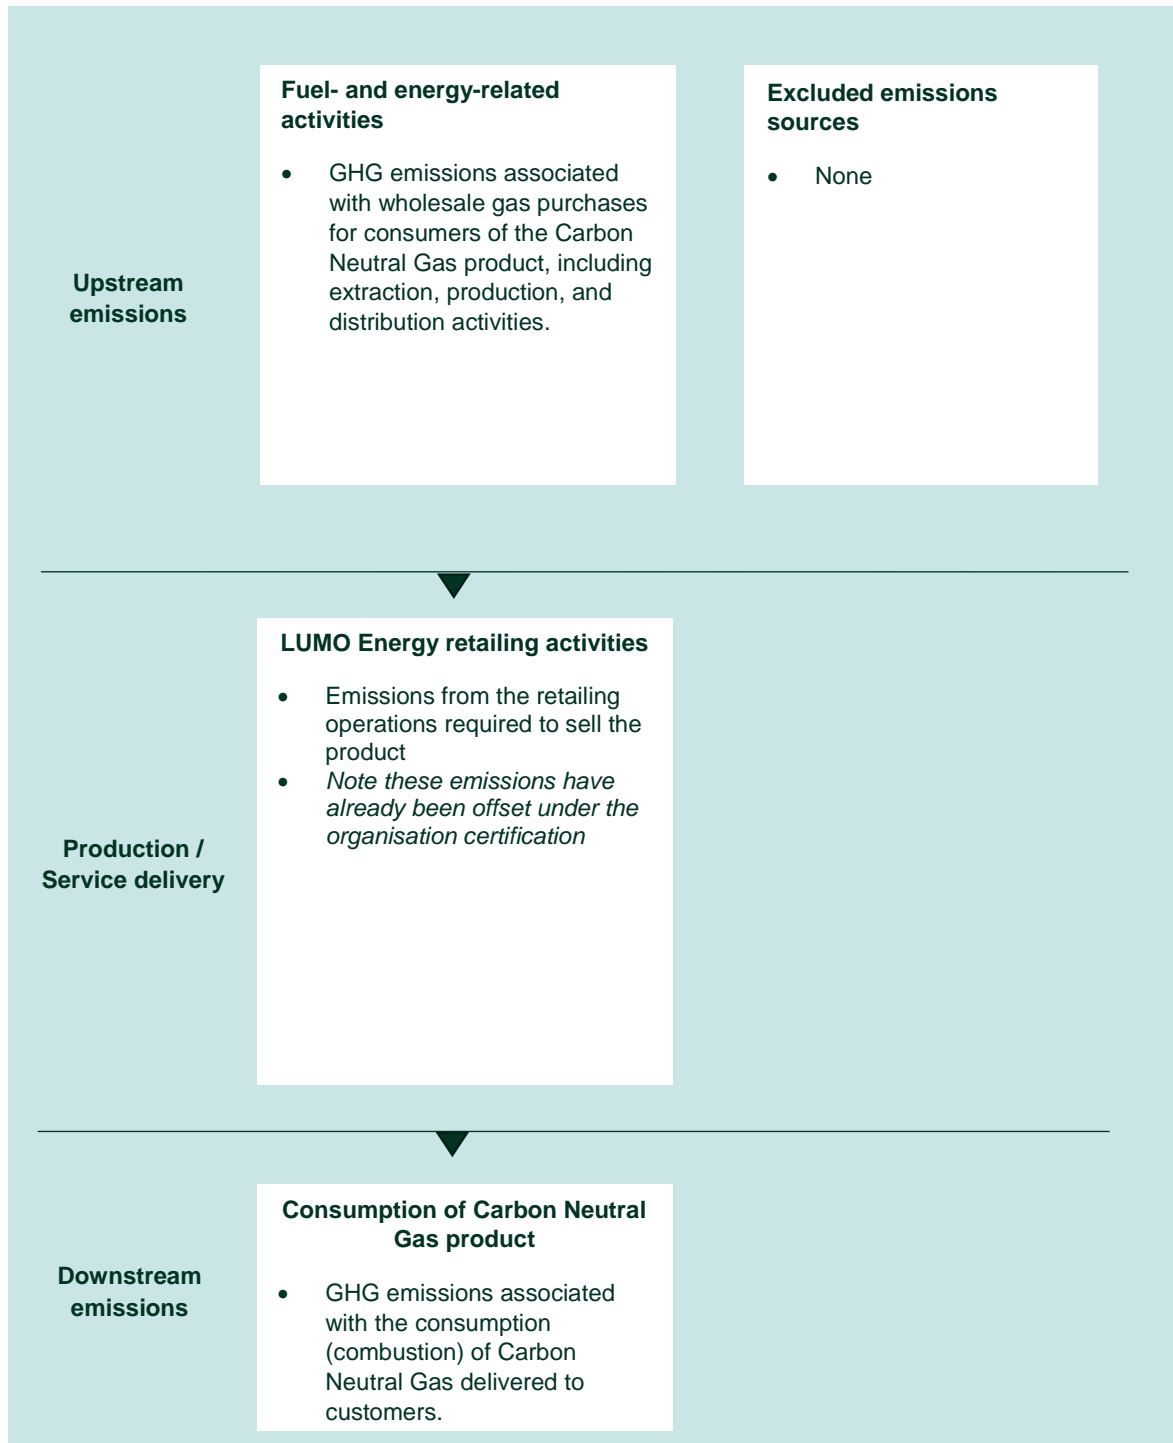 Upstream
emissions
Fuel- and energy-related
activities
• GHG emissions associated
with wholesale gas purchases
for consumers of the Carbon
Neutral Gas product, including
extraction, production, and
distribution activities.
Excluded emissions
sources
• None
Production /
Service delivery
LUMO Energy retailing activities
• Emissions from the retailing
operations required to sell the
product
• Note these emissions have
already been offset under the
organisation certification
Downstream
emissions
Consumption of Carbon Neutral
Gas product
• GHG emissions associated
with the consumption
(combustion) of Carbon
Neutral Gas delivered to
customers.